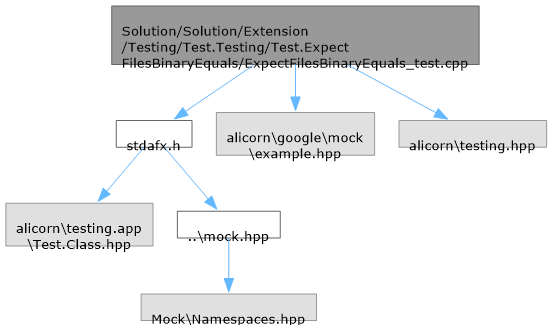 Solution/Solution/Extension
/Testing/Test.Testing/Test.Expect
FilesBinaryEquals/ExpectFilesBinaryEquals_test.cpp
stdafx.h
alicorn\google\mock
\example.hpp
alicorn\testing.hpp
alicorn\testing.app
\Test.Class.hpp
..\mock.hpp
Mock\Namespaces.hpp